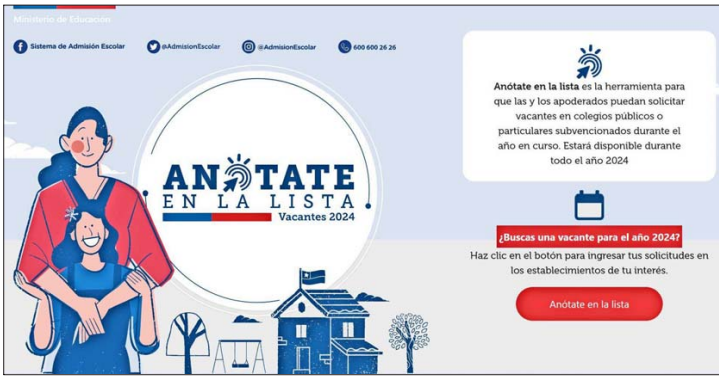 Ministerio de Educación
Sistema de Admisión Escolar
@AdmisionEscolar
@AdmisionEscolar
600 600 26 26
ANÓTATE
EN LA LISTA
Vacantes 2024
Anótate en la lista es la herramienta para
que las y los apoderados puedan solicitar
vacantes en colegios públicos o
particulares subvencionados durante el
año en curso. Estará disponible durante
todo el año 2024
¿Buscas una vacante para el año 2024?
Haz clic en el botón para ingresar tus solicitudes en
los establecimientos de tu interés.
Anótate en la lista